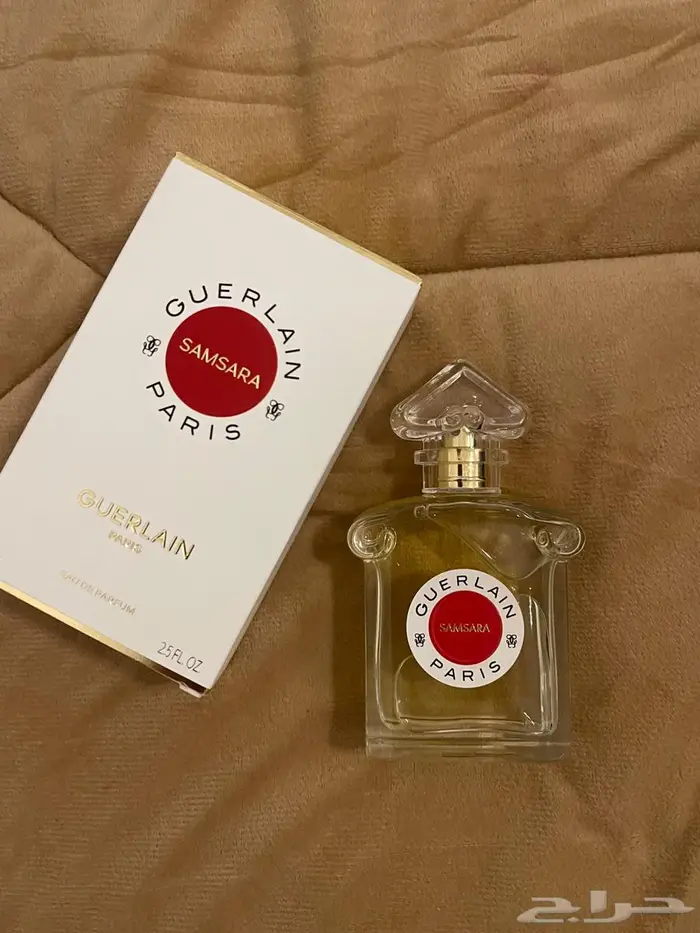 GUERLAIN
SAMSARA
PARIS
GUERLAIN
PARIS
EAU DE PARFUM
2.5 FL. OZ.
GUERLAIN
SAMSARA
PARIS
حراج